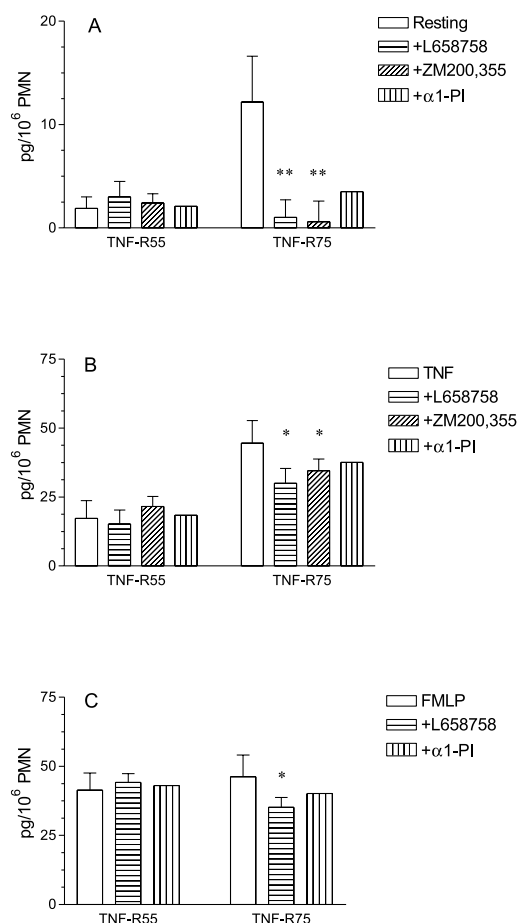 A
Resting
+L658758
+ZM200,355
+α1-PI
20
15
10
5
0
pg/10⁶ PMN
** **
TNF-R55 TNF-R75
B
TNF
+L658758
+ZM200,355
+α1-PI
75
50
25
0
pg/10⁶ PMN
* *
TNF-R55 TNF-R75
C
FMLP
+L658758
+α1-PI
75
50
25
0
pg/10⁶ PMN
*
TNF-R55 TNF-R75